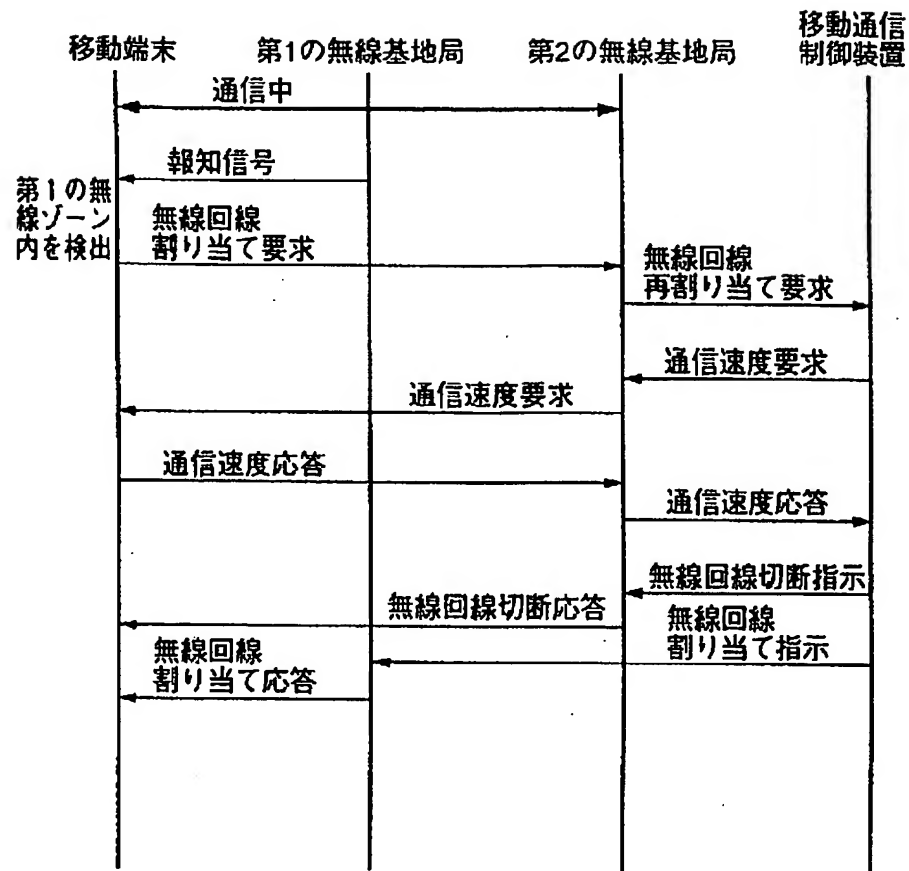 移動端末
第1の無線基地局
第2の無線基地局
移動通信
制御装置
通信中
報知信号
第1の無
線ゾーン
内を検出
無線回線
割り当て要求
無線回線
再割り当て要求
通信速度要求
通信速度要求
通信速度応答
通信速度応答
無線回線切断指示
無線回線切断応答
無線回線
割り当て指示
無線回線
割り当て応答